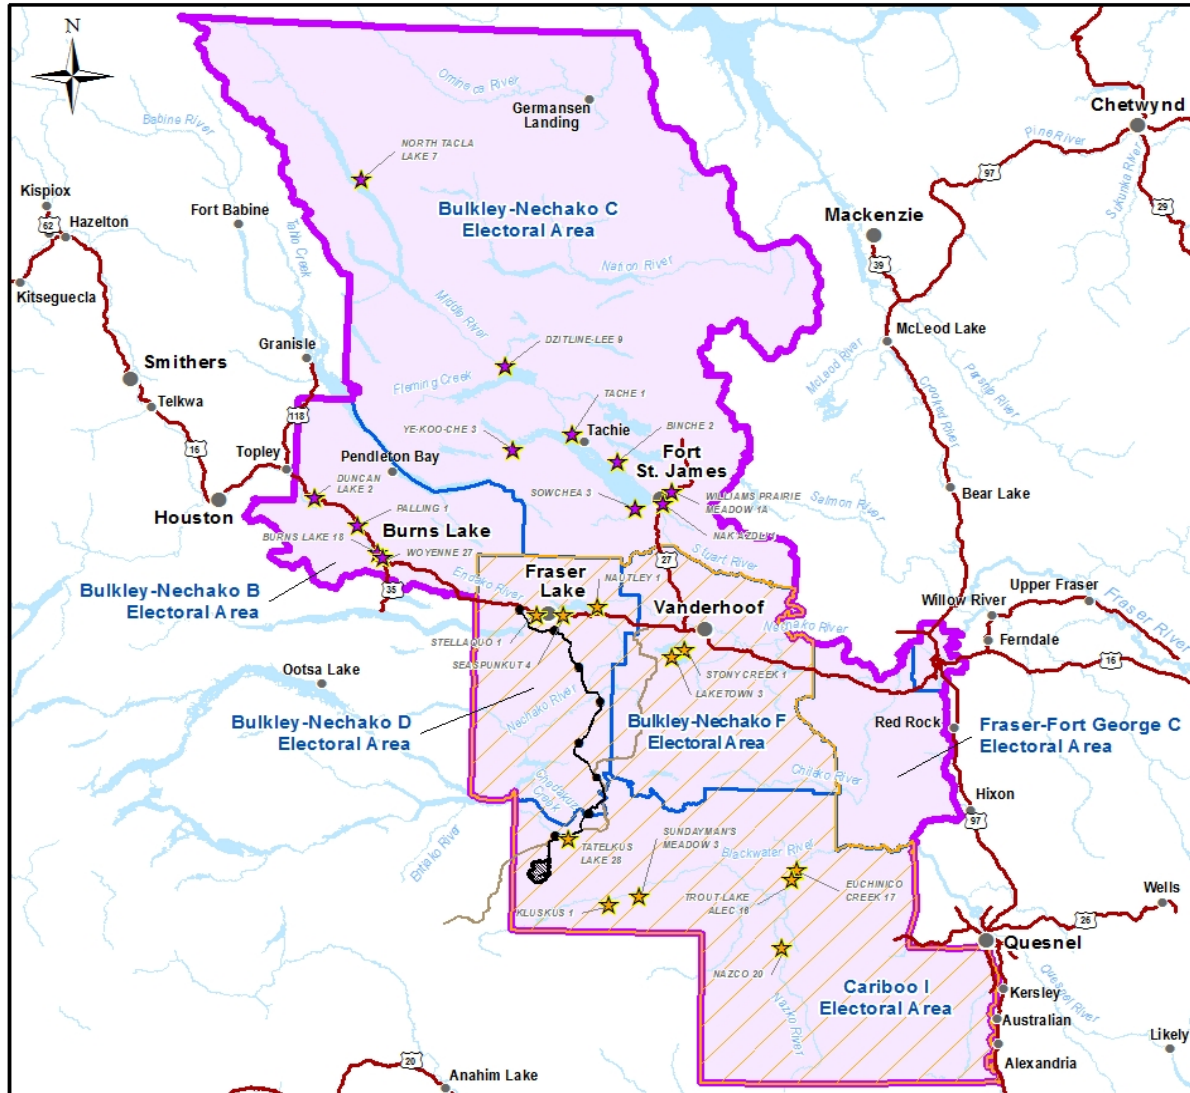 N
Omineca River
Germansen
Landing
Chetwynd
Babine River
Pine River
NORTH TACLA
LAKE 7
97
Sukunka River
Kispiox
62
Hazelton
Fort Babine
Bulkley-Nechako C
Electoral Area
Mackenzie
29
Tahlo Creek
Nation River
39
Kitseguecla
Middle River
McLeod Lake
Granisle
DZITLINE-LEE 9
McLeod River
Parsnip River
Smithers
Fleming Creek
Crooked River
Telkwa
TACHE 1
118
YE-KOO-CHE 3
Tachie
BINCHE 2
16
Topley
Pendleton Bay
Fort
St. James
DUNCAN
LAKE 2
SOWCHEA 3
WILLIAMS PRAIRIE
MEADOW 1A
Salmon River
Bear Lake
Houston
PALLING 1
NAK'AZDLI 1
BURNS LAKE 18
Burns Lake
WOYENNE 27
Stuart River
27
35
Endako River
Fraser
Lake
NAUTLEY 1
Bulkley-Nechako B
Electoral Area
Upper Fraser
Willow River
Fraser River
Vanderhoof
Nechako River
STELLAQUO 1
Ferndale
SEASPUNKUT 4
16
Ootsa Lake
STONY CREEK 1
LAKETOWN 3
Nechako River
Bulkley-Nechako D
Electoral Area
Bulkley-Nechako F
Electoral Area
Red Rock
Fraser-Fort George C
Electoral Area
Chedakuz
Creek
Chilako River
Hixon
97
Entiako River
TATELKUS
LAKE 28
SUNDAYMAN'S
MEADOW 3
Blackwater River
EUCHINICO
CREEK 17
TROUT LAKE
ALEC 16
KLUSKUS 1
Wells
26
Quesnel
NAZCO 20
Quesnel River
Cariboo I
Electoral Area
Kersley
Nazko River
Australian
Likely
20
Alexandria
Anahim Lake